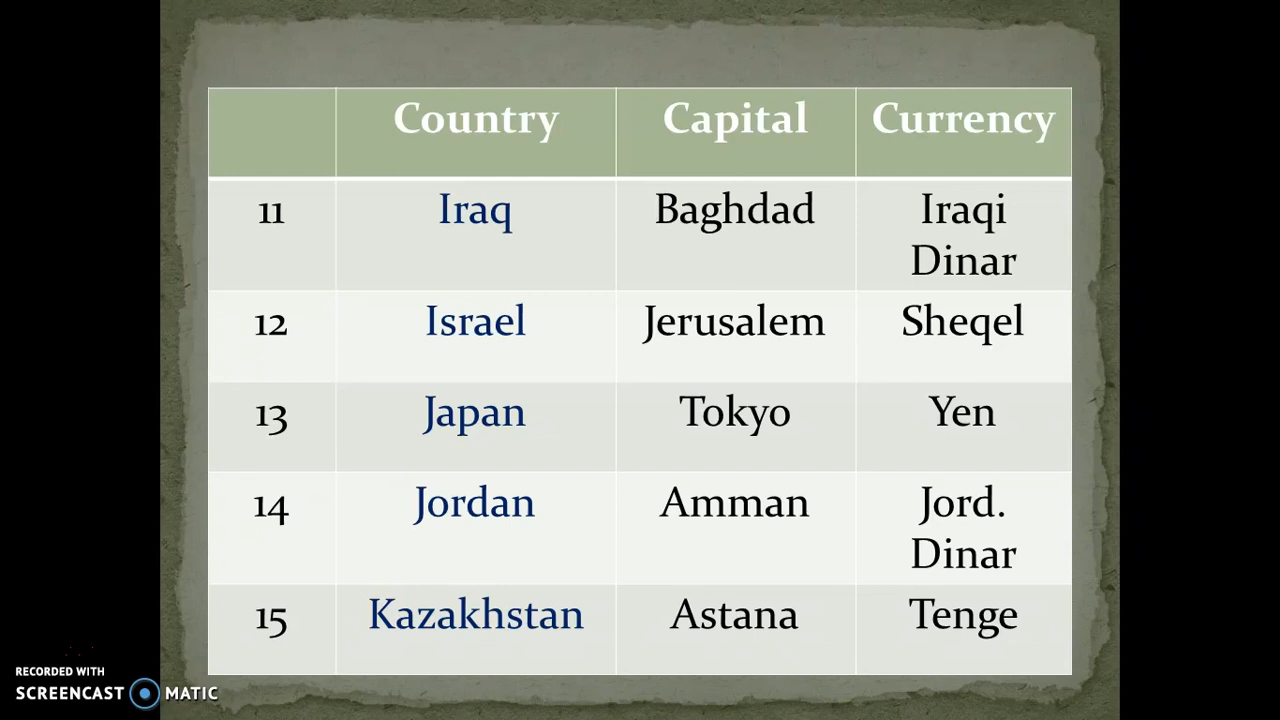 Country Capital Currency
11 Iraq Baghdad Iraqi
Dinar
12 Israel Jerusalem Sheqel
13 Japan Tokyo Yen
14 Jordan Amman Jord.
Dinar
15 Kazakhstan Astana Tenge
RECORDED WITH
SCREENCAST MATIC